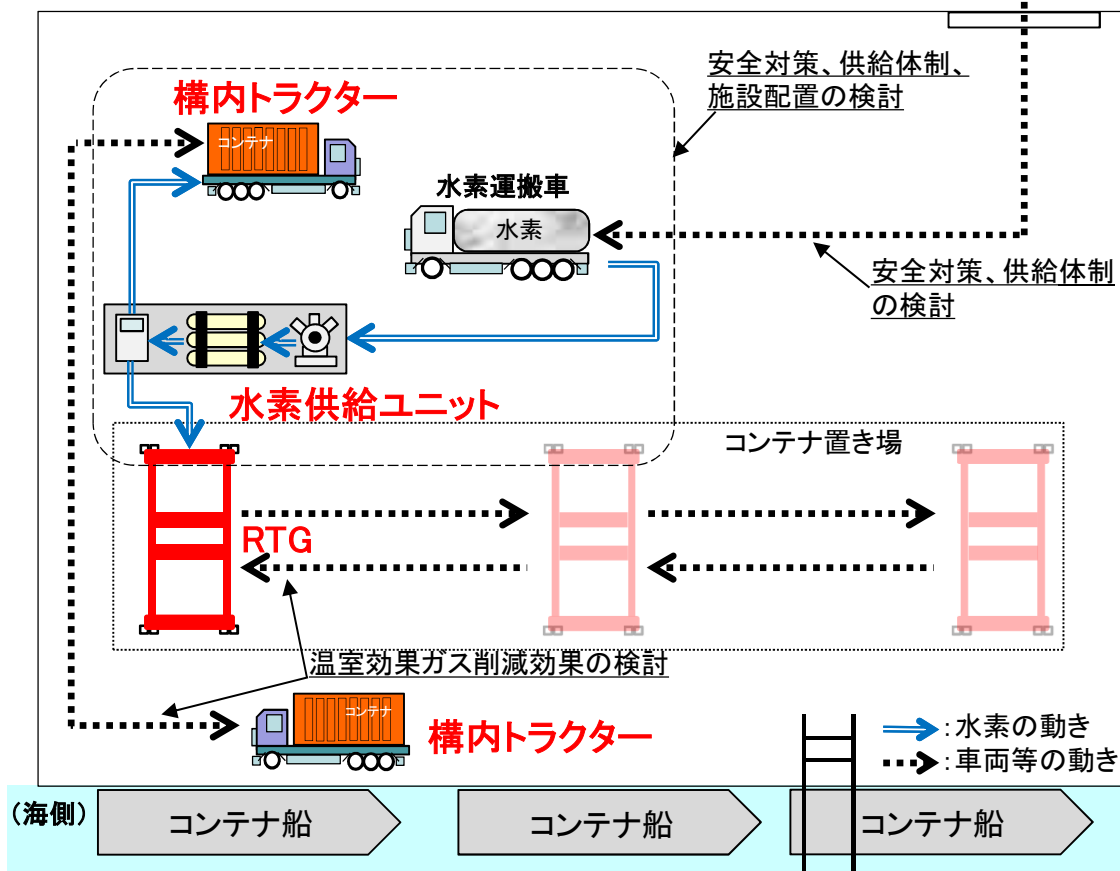 安全対策、供給体制、
施設配置の検討
構内トラクター
コンテナ
水素運搬車
水素
安全対策、供給体制
の検討
水素供給ユニット
コンテナ置き場
RTG
温室効果ガス削減効果の検討
コンテナ
構内トラクター
：水素の動き
：車両等の動き
（海側）
コンテナ船
コンテナ船
コンテナ船